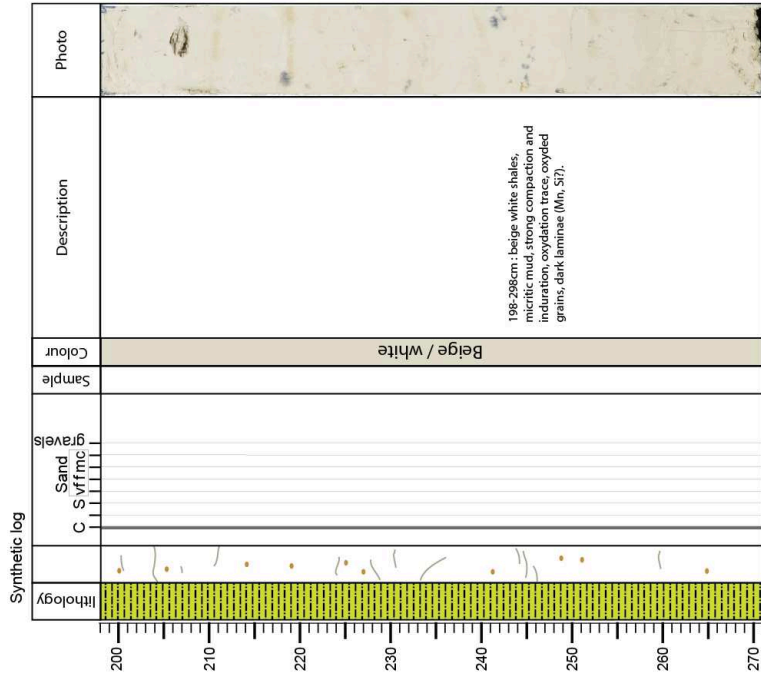 Synthetic log
lithology
C
S
vf
f
m
c
Sand
gravels
Sample
Colour
Description
Photo
Beige / white
198-298cm : beige white shales,
micritic mud, strong compaction and
induration, oxydation trace, oxyded
grains, dark laminae (Mn, Si?).
200
210
220
230
240
250
260
270